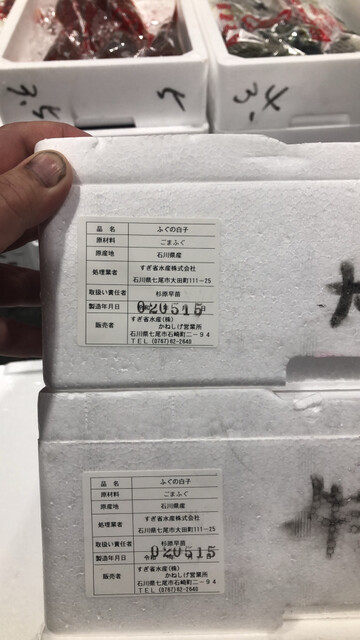 品　名　ふぐの白子
原材料　ごまふぐ
原産地　石川県産
処理業者　すぎ省水産株式会社
石川県七尾市大田町111－25
取扱い責任者　杉原早苗
製造年月日　020515
販売者　すぎ省水産(株)
かねしげ営業所
石川県七尾市石崎町二－９４
ＴＥＬ (0767)62-2640
品　名　ふぐの白子
原材料　ごまふぐ
原産地　石川県産
処理業者　すぎ省水産株式会社
石川県七尾市大田町111－25
取扱い責任者　杉原早苗
製造年月日　020515
販売者　すぎ省水産(株)
かねしげ営業所
石川県七尾市石崎町二－９４
ＴＥＬ (0767)62-2640